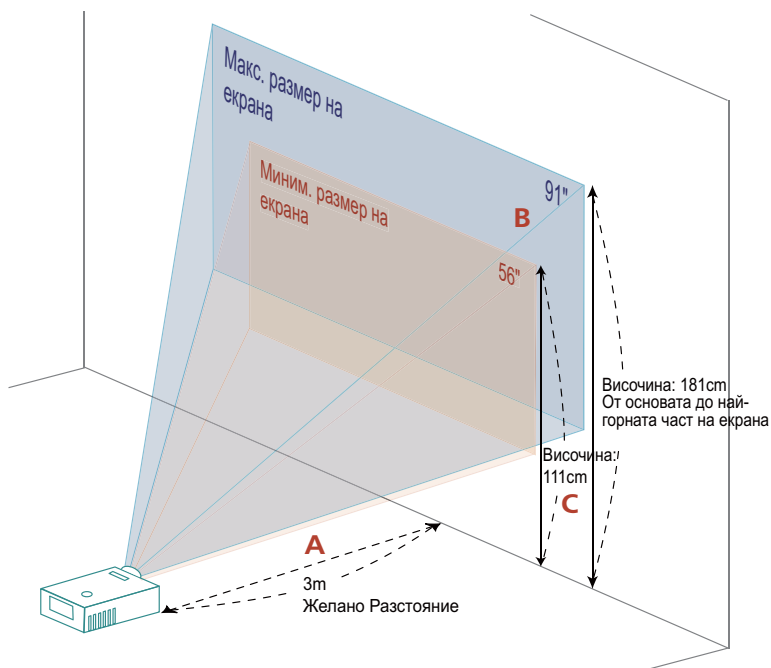 Макс. размер на
екрана
91"
B
Миним. размер на
екрана
56"
Височина: 181cm
От основата до най-
горната част на екрана
Височина:
111cm
C
A
3m
Желано Разстояние